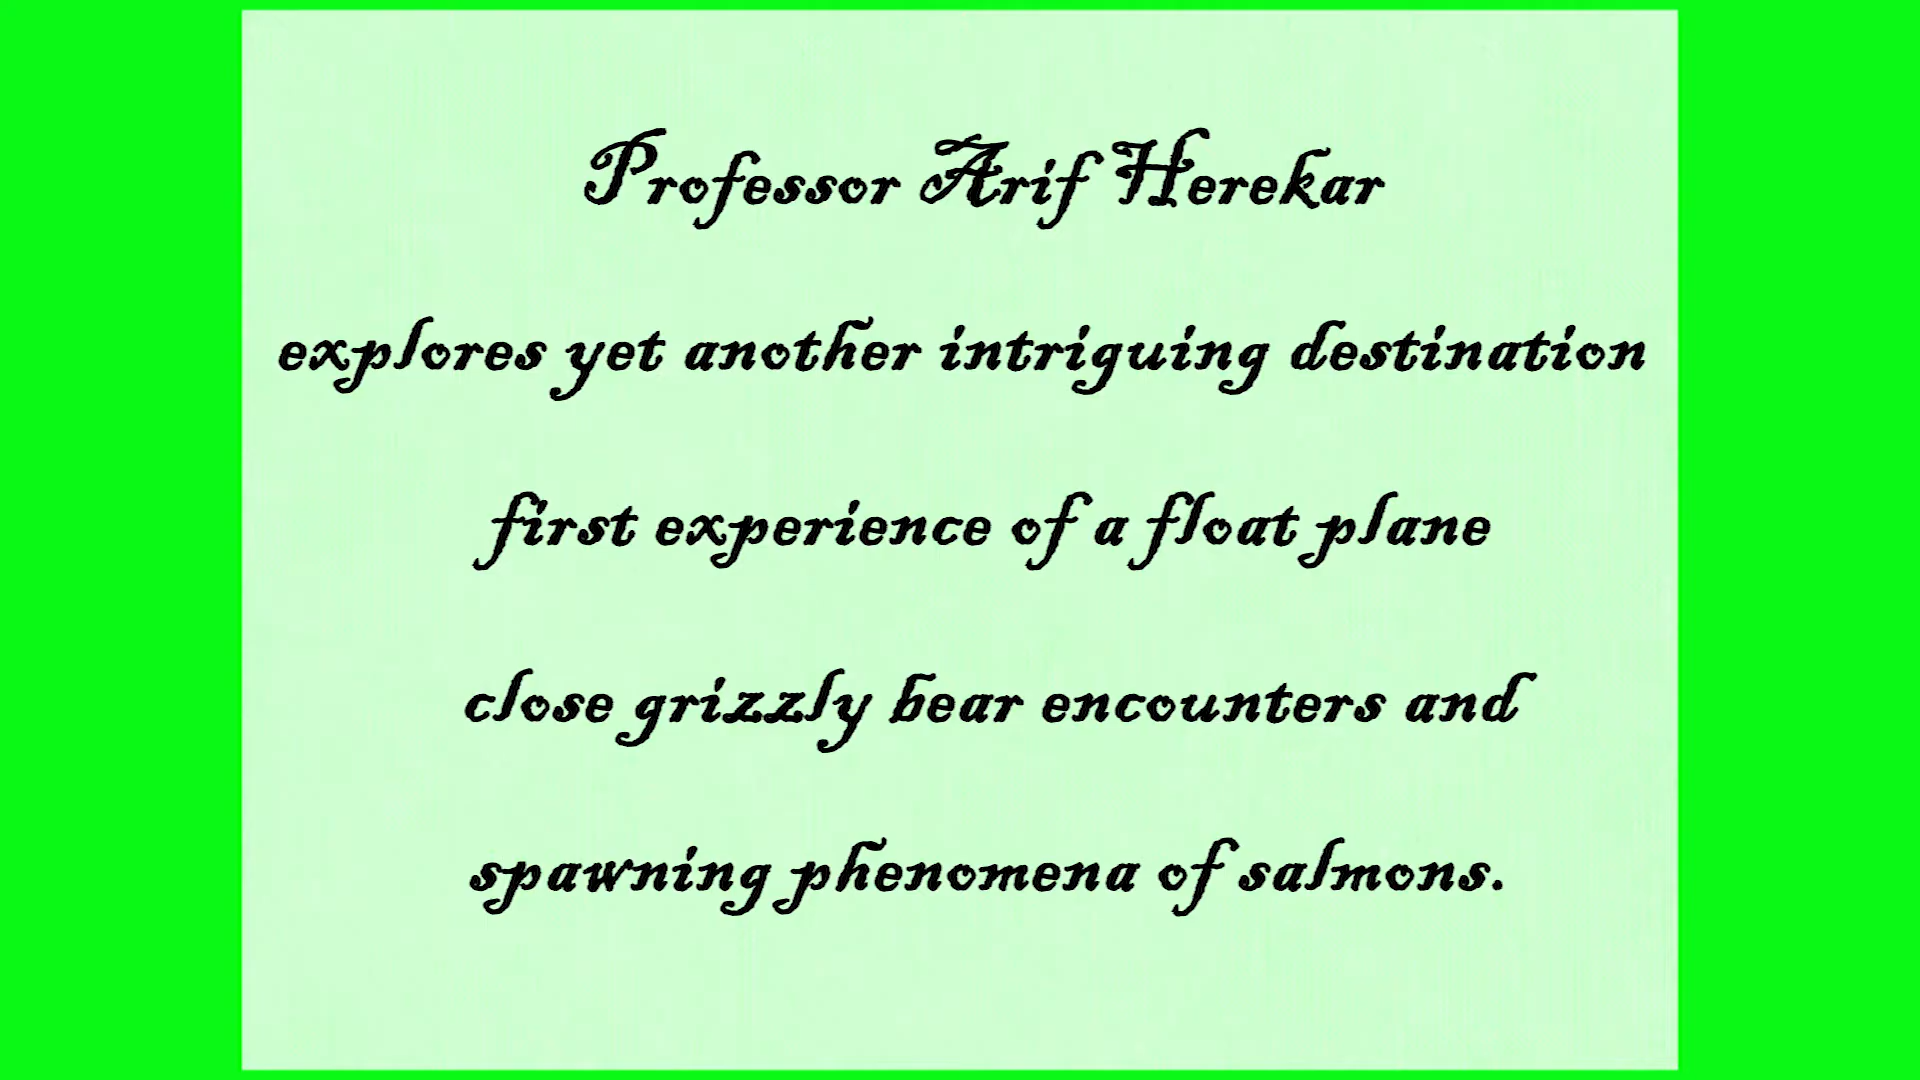 Professor Arif Herekar
explores yet another intriguing destination
first experience of a float plane
close grizzly bear encounters and
spawning phenomena of salmons.